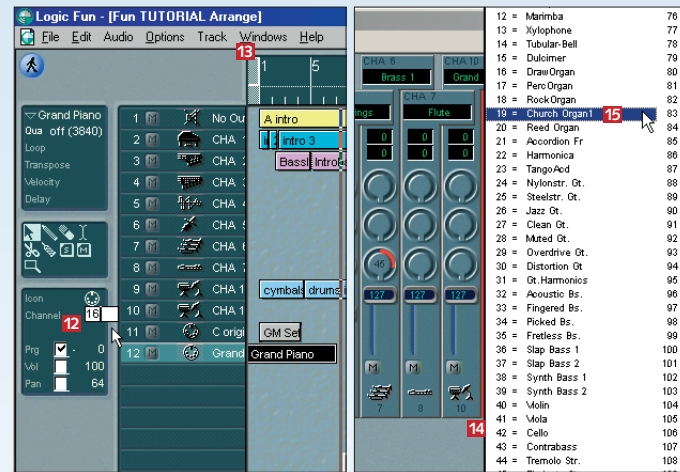 Logic Fun - [Fun TUTORIAL Arrange]
File Edit Audio Options Track Windows Help
13
1 5
Grand Piano
Qua off (3840)
Loop
Transpose
Velocity
Delay
Icon
Channel 16
12
Prg - 0
Vol 100
Pan 64
1 M No Ou
2 M CHA
3 M CHA
4 M CHA
5 M CHA
6 M CHA
7 M CHA
8 M CHA
9 M CHA 1
10 M CHA 1
11 M C origi
12 M Grand
A intro
intro 3
Bassl Intro
cymbals drums
GM Set
Grand Piano
CHA 6 CHA 10
Brass 1 Grand
CHA 7
ngs Flute
0 0 0
0 0 0
46
127 127 127
M M M
7 8 10
14
12 = Marimba 76
13 = Xylophone 77
14 = Tubular-Bell 78
15 = Dulcimer 79
16 = DrawOrgan 80
17 = PercOrgan 81
18 = RockOrgan 82
19 = Church Organ1 15 83
20 = Reed Organ 84
21 = Accordion Fr 85
22 = Harmonica 86
23 = TangoAcd 87
24 = Nylonstr. Gt. 88
25 = Steelstr. Gt. 89
26 = Jazz Gt. 90
27 = Clean Gt. 91
28 = Muted Gt. 92
29 = Overdrive Gt. 93
30 = Distortion Gt 94
31 = Gt.Harmonics 95
32 = Acoustic Bs. 96
33 = Fingered Bs. 97
34 = Picked Bs. 98
35 = Fretless Bs. 99
36 = Slap Bass 1 100
37 = Slap Bass 2 101
38 = Synth Bass 1 102
39 = Synth Bass 2 103
40 = Violin 104
41 = Viola 105
42 = Cello 106
43 = Contrabass 107
44 = Tremolo Str. 108